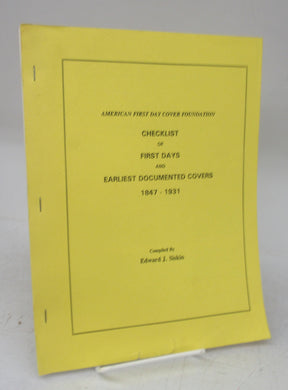 AMERICAN FIRST DAY COVER FOUNDATION
CHECKLIST
OF
FIRST DAYS
AND
EARLIEST DOCUMENTED COVERS
1847 - 1931
Compiled By
Edward J. Siskin